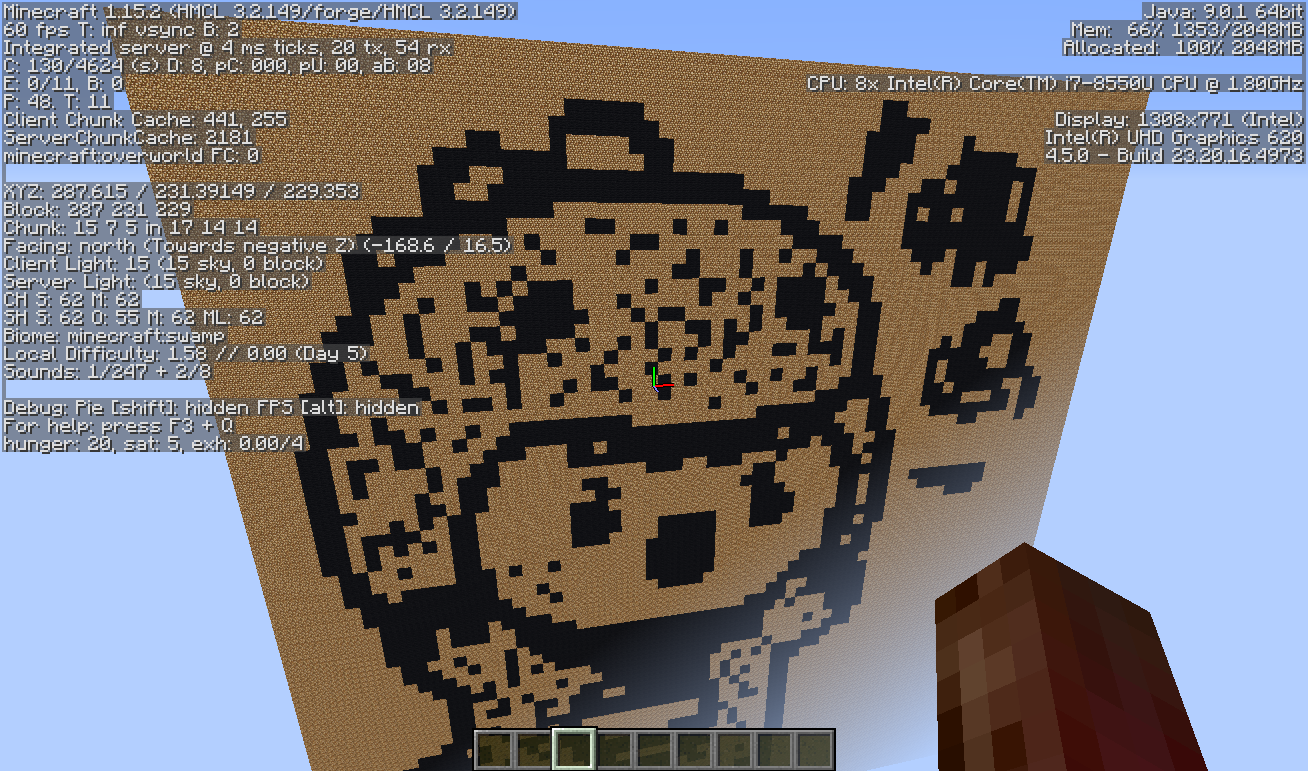 Minecraft 1.15.2 (HMCL 3.2.149/forge/HMCL 3.2.149)
60 fps T: inf vsync B: 2
Integrated server @ 4 ms ticks, 20 tx, 54 rx
C: 130/4624 (s) D: 8, pC: 000, pU: 00, aB: 08
E: 0/11, B: 0
P: 48. T: 11
Client Chunk Cache: 441, 255
ServerChunkCache: 2181
minecraft:overworld FC: 0
XYZ: 287.615 / 231.39149 / 229.353
Block: 287 231 229
Chunk: 15 7 5 in 17 14 14
Facing: north (Towards negative Z) (-168.6 / 16.5)
Client Light: 15 (15 sky, 0 block)
Server Light: (15 sky, 0 block)
CH S: 62 M: 62
SH S: 62 O: 55 M: 62 ML: 62
Biome: minecraft:swamp
Local Difficulty: 1.58 // 0.00 (Day 5)
Sounds: 1/247 + 2/8
Debug: Pie [shift]: hidden FPS [alt]: hidden
For help: press F3 + Q
hunger: 20, sat: 5, exh: 0.00/4
Java: 9.0.1 64bit
Mem: 66% 1353/2048MB
Allocated: 100% 2048MB
CPU: 8x Intel(R) Core(TM) i7-8550U CPU @ 1.80GHz
Display: 1308x771 (Intel)
Intel(R) UHD Graphics 620
4.5.0 - Build 23.20.16.4973